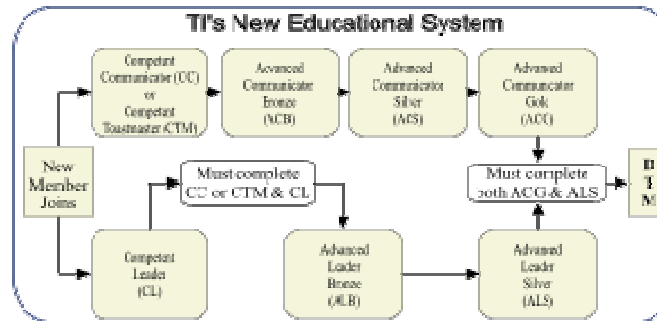 TI's New Educational System
Competent
Communicator (CC)
or
Competent
Toastmaster (CTM)
Advanced
Communicator
Bronze
(ACB)
Advanced
Communicator
Silver
(ACS)
Advanced
Communicator
Gold
(ACG)
New
Member
Joins
Must complete
CC or CTM & CL
Must complete
both ACG & ALS
D
T
M
Competent
Leader
(CL)
Advanced
Leader
Bronze
(ALB)
Advanced
Leader
Silver
(ALS)